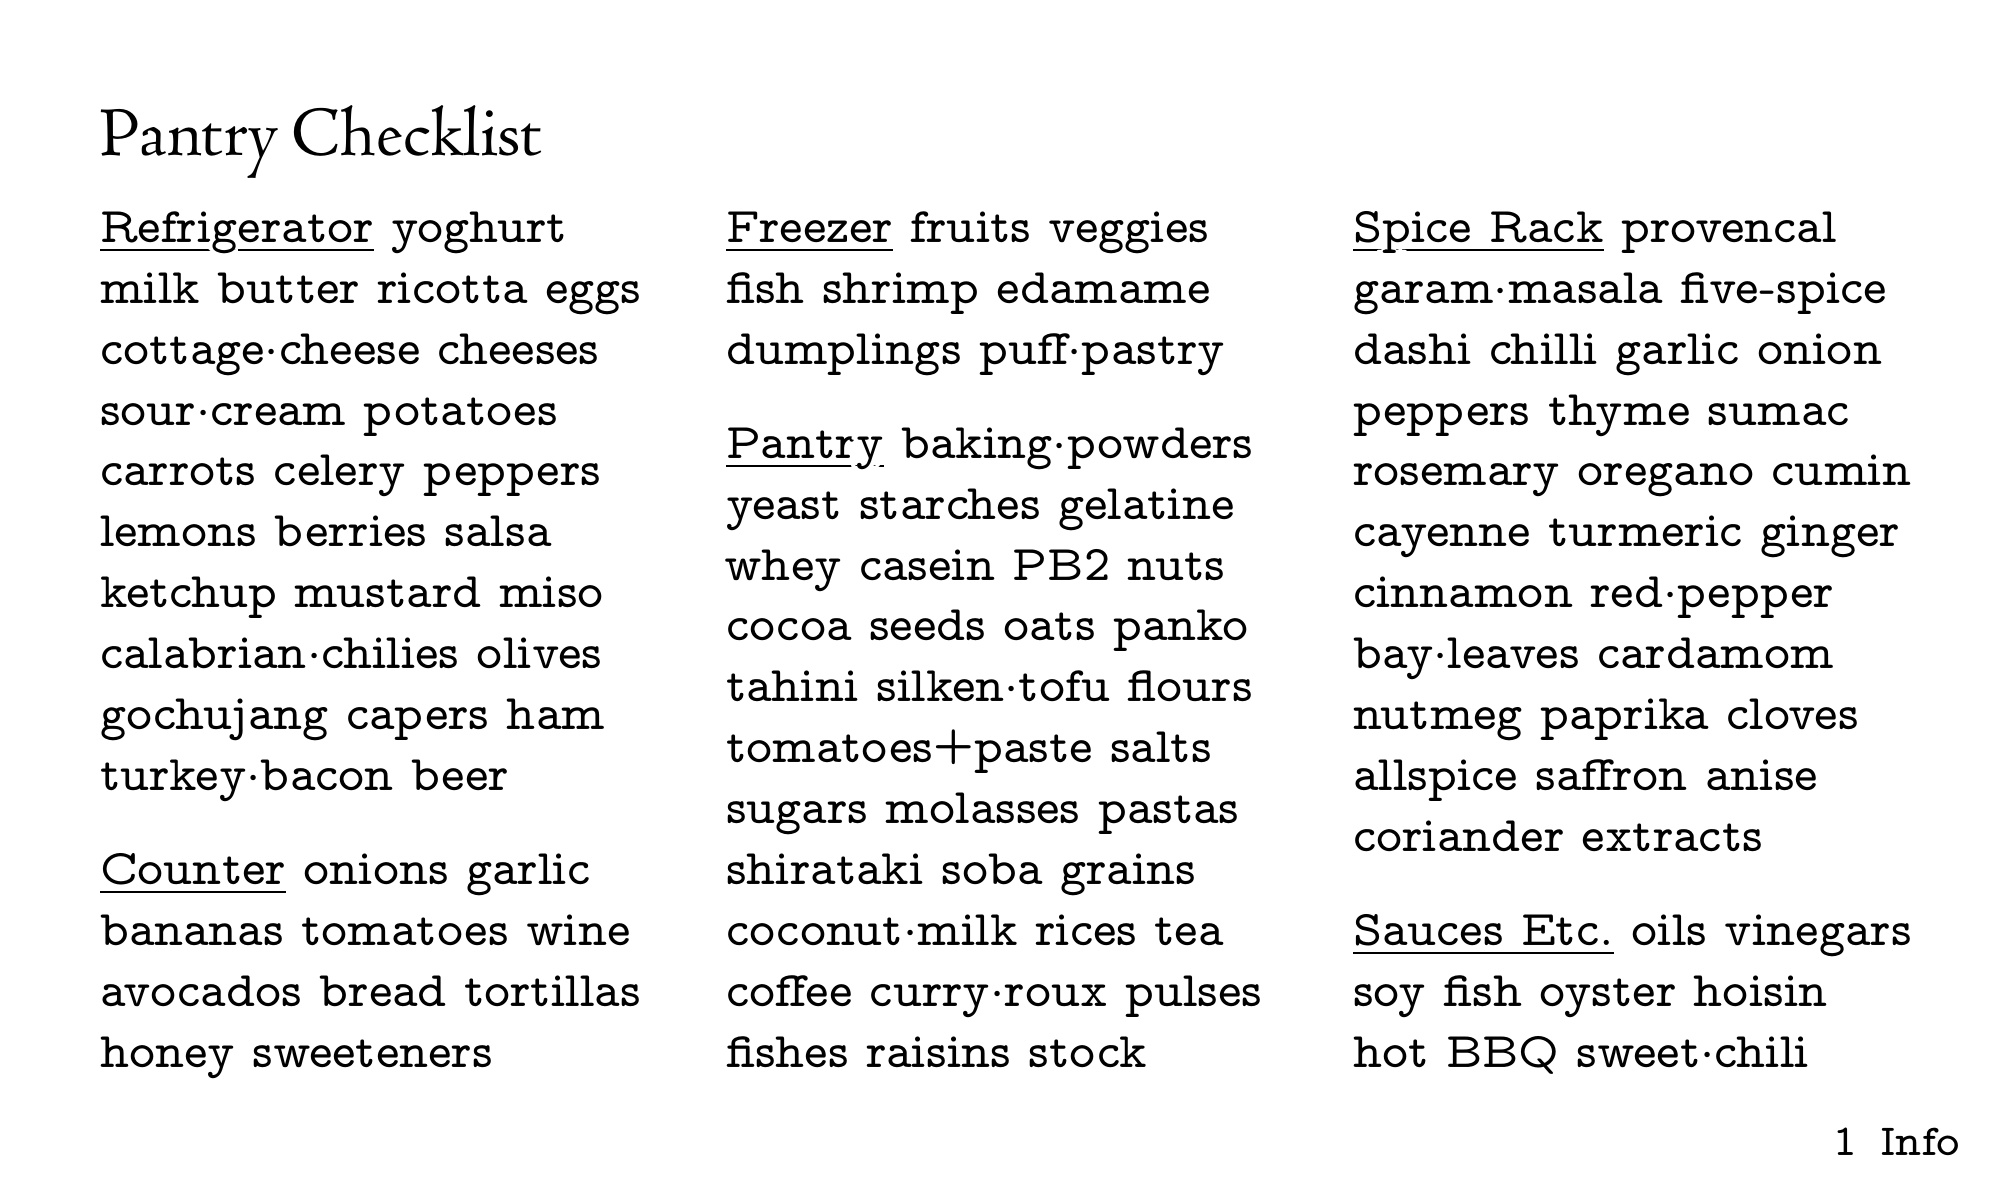 Pantry Checklist
Refrigerator yoghurt
milk butter ricotta eggs
cottage·cheese cheeses
sour·cream potatoes
carrots celery peppers
lemons berries salsa
ketchup mustard miso
calabrian·chilies olives
gochujang capers ham
turkey·bacon beer
Counter onions garlic
bananas tomatoes wine
avocados bread tortillas
honey sweeteners
Freezer fruits veggies
fish shrimp edamame
dumplings puff·pastry
Pantry baking·powders
yeast starches gelatine
whey casein PB2 nuts
cocoa seeds oats panko
tahini silken·tofu flours
tomatoes+paste salts
sugars molasses pastas
shirataki soba grains
coconut·milk rices tea
coffee curry·roux pulses
fishes raisins stock
Spice Rack provencal
garam·masala five-spice
dashi chilli garlic onion
peppers thyme sumac
rosemary oregano cumin
cayenne turmeric ginger
cinnamon red·pepper
bay·leaves cardamom
nutmeg paprika cloves
allspice saffron anise
coriander extracts
Sauces Etc. oils vinegars
soy fish oyster hoisin
hot BBQ sweet·chili
1 Info